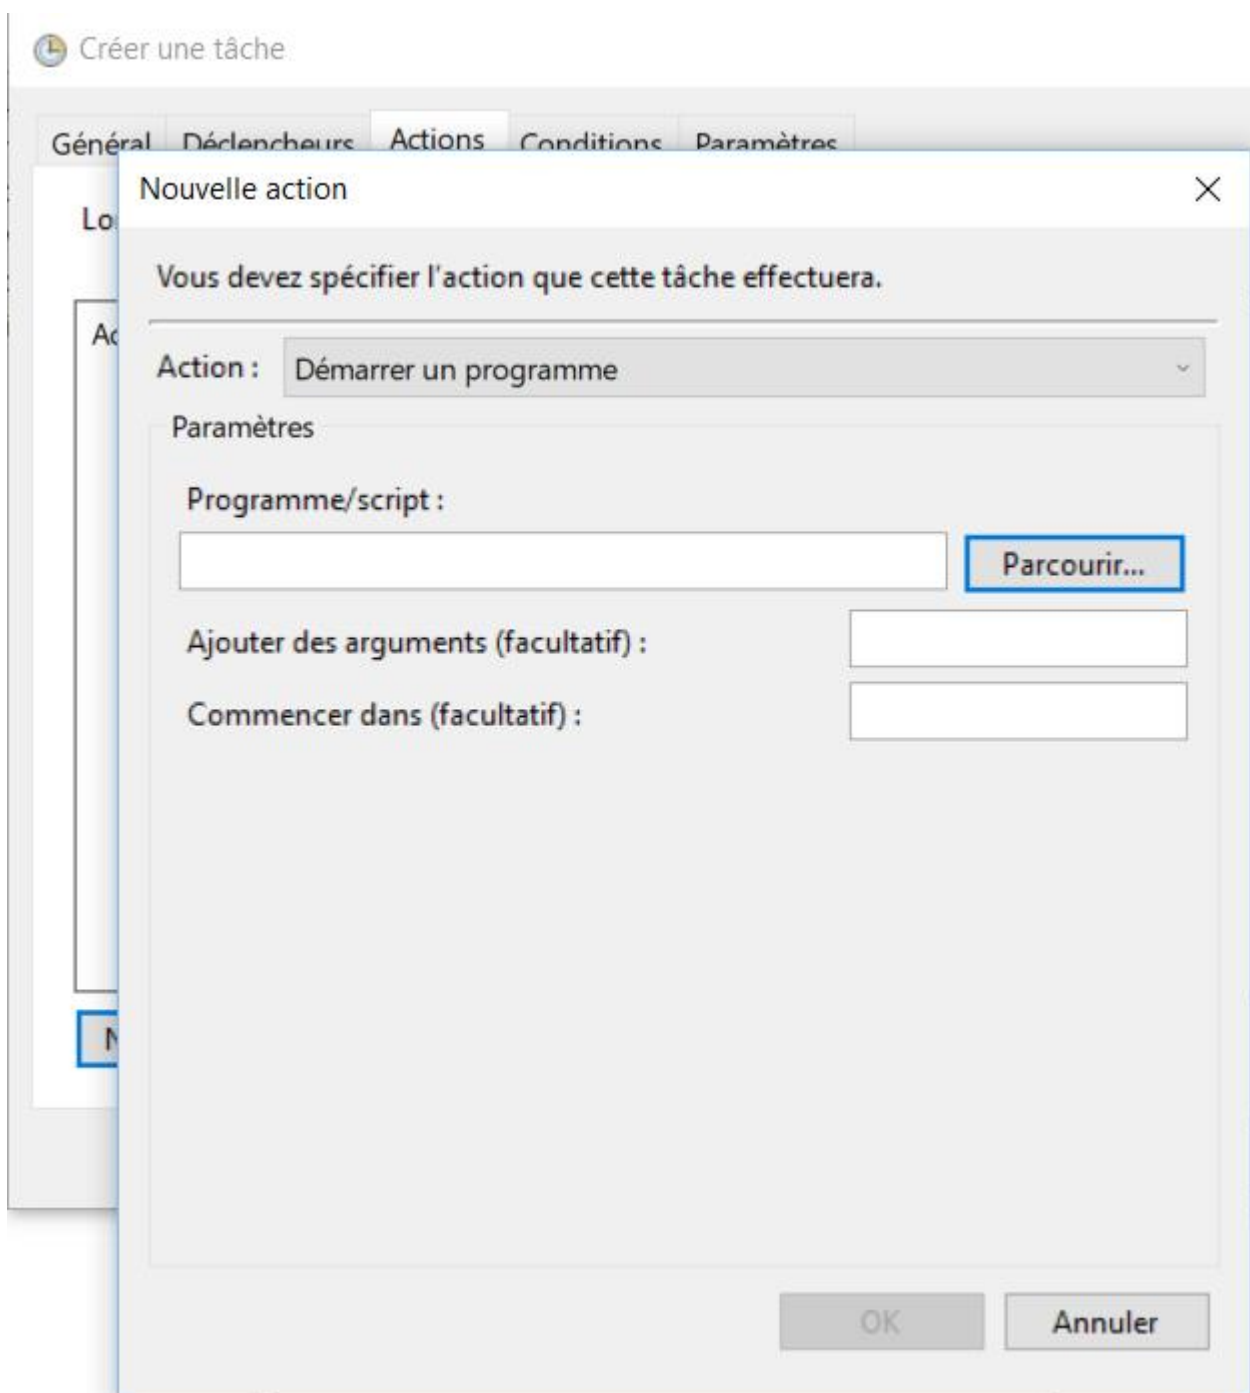 Créer une tâche
Général Déclencheurs Actions Conditions Paramètres
Nouvelle action
Vous devez spécifier l'action que cette tâche effectuera.
Action : Démarrer un programme
Paramètres
Programme/script :
Parcourir...
Ajouter des arguments (facultatif) :
Commencer dans (facultatif) :
OK Annuler